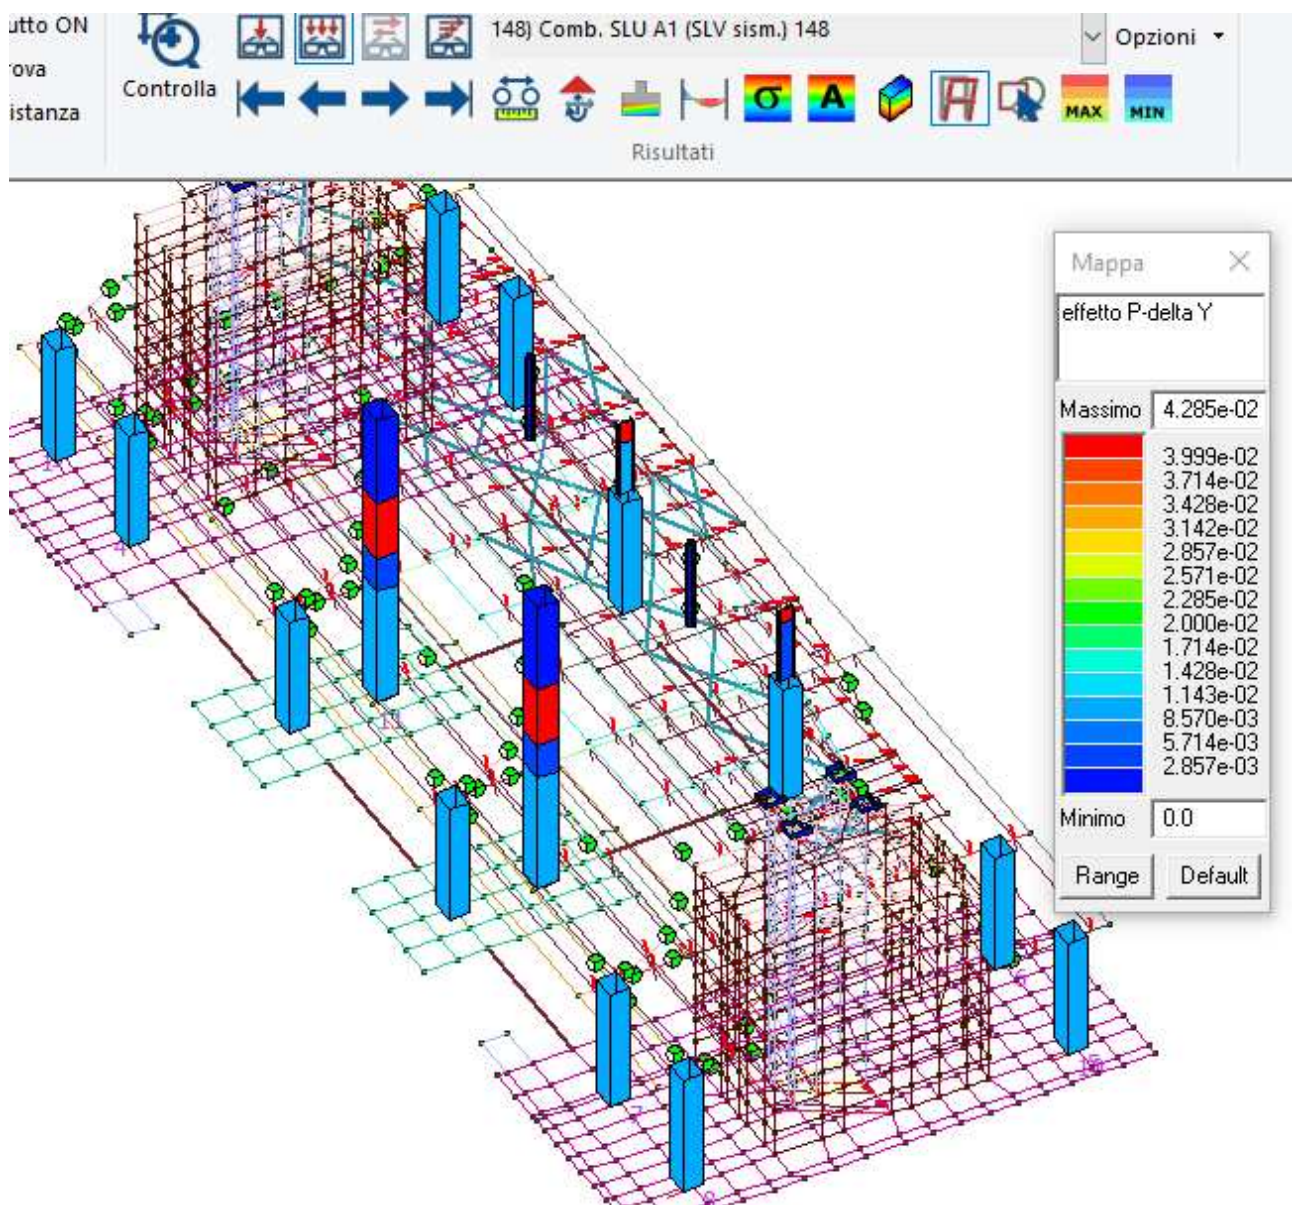 utto ON
148) Comb. SLU A1 (SLV sism.) 148
Opzioni
ova
Controlla
istanza
σ
A
MAX
MIN
Risultati
Mappa
effetto P-delta Y
Massimo 4.285e-02
3.999e-02
3.714e-02
3.428e-02
3.142e-02
2.857e-02
2.571e-02
2.285e-02
2.000e-02
1.714e-02
1.428e-02
1.143e-02
8.570e-03
5.714e-03
2.857e-03
Minimo 0.0
Range Default